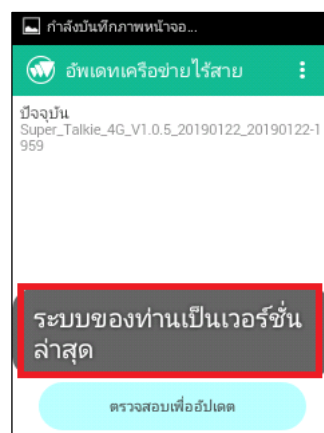 กำลังบันทึกภาพหน้าจอ...
อัพเดทเครือข่ายไร้สาย
ปัจจุบัน
Super_Talkie_4G_V1.0.5_20190122_20190122-1
959
ระบบของท่านเป็นเวอร์ชั่น
ล่าสุด
ตรวจสอบเพื่ออัปเดต